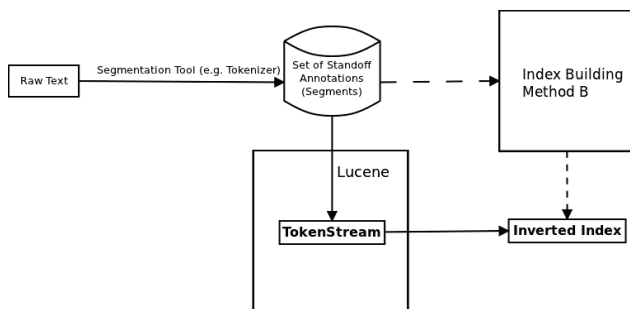 Raw Text
Segmentation Tool (e.g. Tokenizer)
Set of Standoff
Annotations
(Segments)
Index Building
Method B
Lucene
TokenStream
Inverted Index